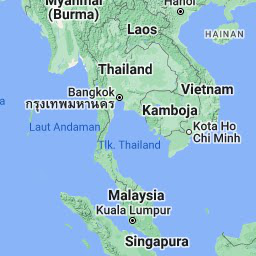 Myanmar
(Burma)
Hanoi
Laos
HAINAN
Thailand
Bangkok
กรุงเทพมหานคร
Vietnam
Kamboja
Laut Andaman
Kota Ho
Chi Minh
Tlk. Thailand
Malaysia
Kuala Lumpur
Singapura